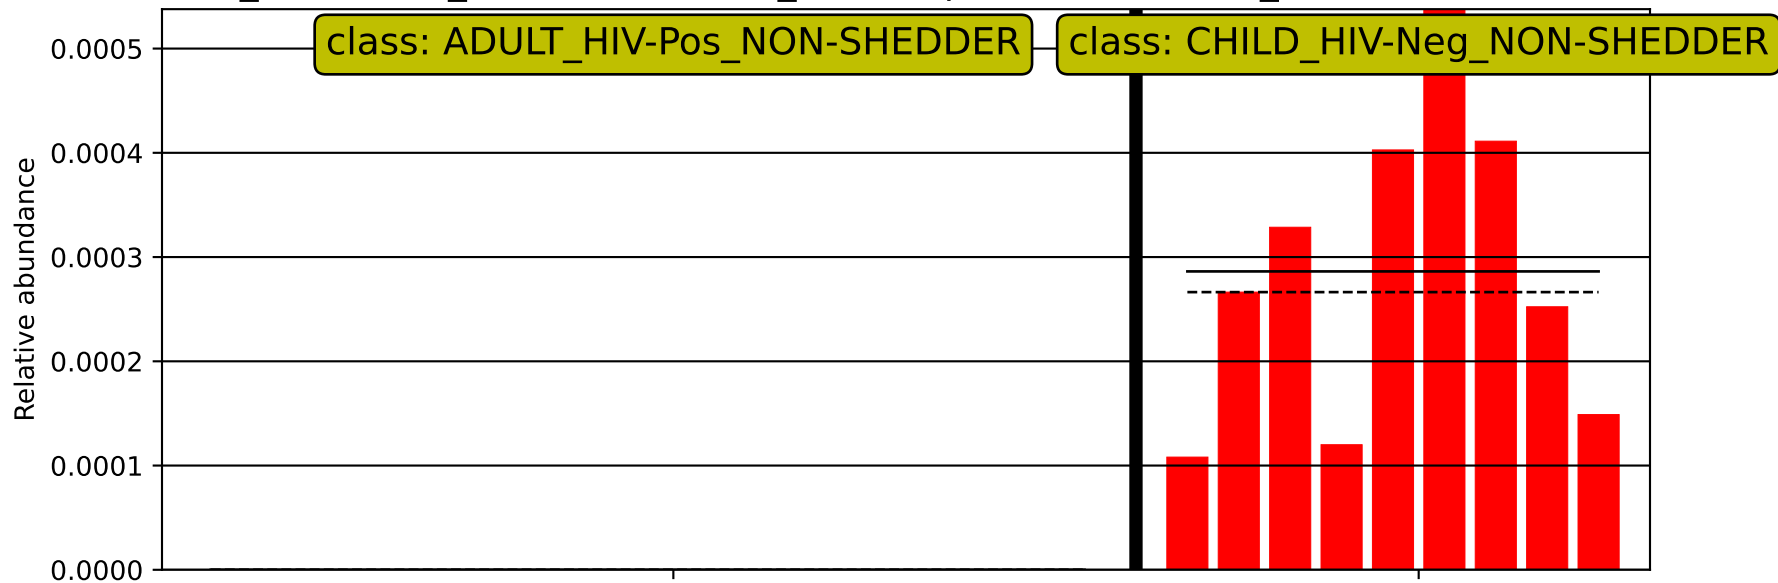 class: ADULT_HIV-Pos_NON-SHEDDER
class: CHILD_HIV-Neg_NON-SHEDDER
0.0005
0.0004
0.0003
0.0002
0.0001
0.0000
Relative abundance